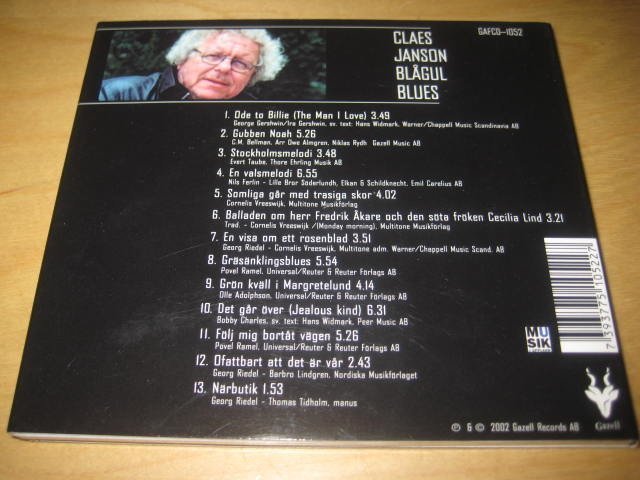 CLAES
JANSON
BLÅGUL
BLUES
GAFCD-1052
1. Ode to Billie (The Man I Love) 3.49
George Gershwin/Ira Gershwin, sv. text: Hans Widmark, Warner/Chappell Music Scandinavia AB
2. Gubben Noah 5.26
C.M. Bellman, Arr Owe Almgren, Niklas Rydh Gazell Music AB
3. Stockholmsmelodi 3.48
Evert Taube, Thore Ehrling Musik AB
4. En valsmelodi 6.55
Nils Ferlin - Lille Bror Söderlundh, Elkan & Schildknecht, Emil Carelius AB
5. Somliga går med trasiga skor 4.02
Cornelis Vreeswijk, Multitone Musikförlag
6. Balladen om herr Fredrik Åkare och den söta fröken Cecilia Lind 3.21
Trad. - Cornelis Vreeswijk /(Monday morning), Multitone Musikförlag
7. En visa om ett rosenblad 3.51
Georg Riedel - Cornelis Vreeswijk, Multitone adm. Warner/Chappell Music Scand. AB
8. Gräsänklingsblues 5.54
Povel Ramel, Universal/Reuter & Reuter Förlags AB
9. Grön kväll i Margretelund 4.14
Olle Adolphson, Universal/Reuter & Reuter Förlags AB
10. Det går över (Jealous kind) 6.31
Bobby Charles, sv. text: Hans Widmark, Peer Music AB
11. Följ mig bortåt vägen 5.26
Povel Ramel, Universal/Reuter & Reuter Förlags AB
12. Ofattbart att det är vår 2.43
Georg Riedel - Barbro Lindgren, Nordiska Musikförlaget
13. Närbutik 1.53
Georg Riedel - Thomas Tidholm, manus
7 393775 105227
MU
SIK
Gazell
℗ & © 2002 Gazell Records AB